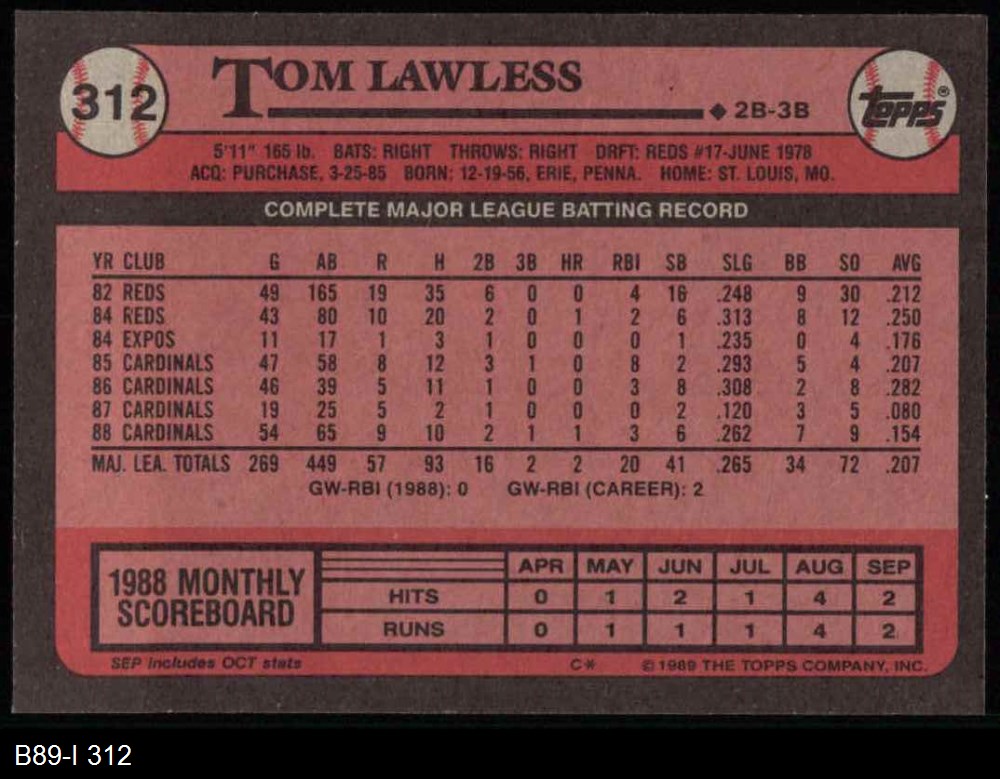 312
TOM LAWLESS
◆ 2B-3B
topps®
5'11" 165 lb. BATS: RIGHT THROWS: RIGHT DRFT: REDS #17-JUNE 1978
ACQ: PURCHASE, 3-25-85 BORN: 12-19-56, ERIE, PENNA. HOME: ST. LOUIS, MO.
COMPLETE MAJOR LEAGUE BATTING RECORD
YR CLUB G AB R H 2B 3B HR RBI SB SLG BB SO AVG
82 REDS 49 165 19 35 6 0 0 4 16 .248 9 30 .212
84 REDS 43 80 10 20 2 0 1 2 6 .313 8 12 .250
84 EXPOS 11 17 1 3 1 0 0 0 1 .235 0 4 .176
85 CARDINALS 47 58 8 12 3 1 0 8 2 .293 5 4 .207
86 CARDINALS 46 39 5 11 1 0 0 3 8 .308 2 8 .282
87 CARDINALS 19 25 5 2 1 0 0 0 2 .120 3 5 .080
88 CARDINALS 54 65 9 10 2 1 1 3 6 .262 7 9 .154
MAJ. LEA. TOTALS 269 449 57 93 16 2 2 20 41 .265 34 72 .207
GW-RBI (1988): 0 GW-RBI (CAREER): 2
1988 MONTHLY
SCOREBOARD
APR MAY JUN JUL AUG SEP
HITS 0 1 2 1 4 2
RUNS 0 1 1 1 4 2
SEP includes OCT stats C* © 1989 THE TOPPS COMPANY, INC.
B89-I 312